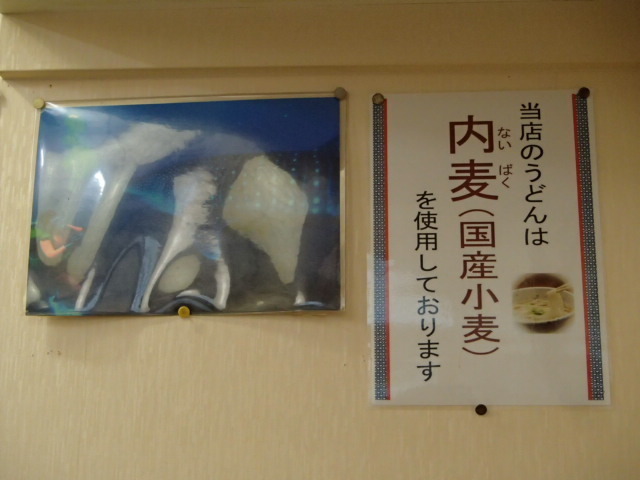 当店のうどんは
内麦(国産小麦)
ない ばく
を使用しております